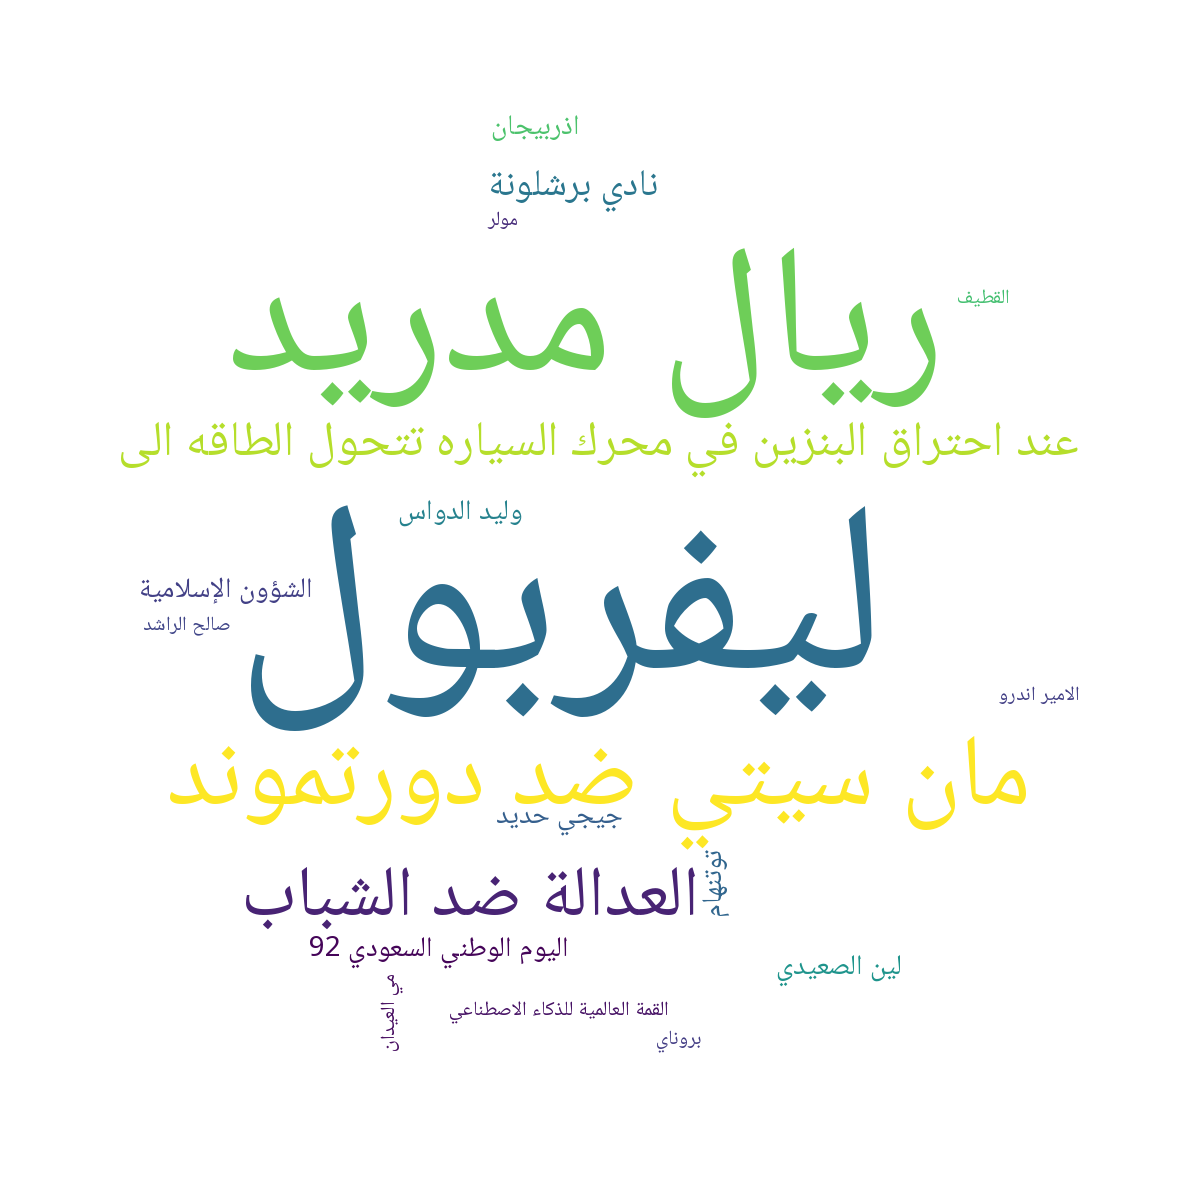 اذربيجان
نادي برشلونة
مولر
القطيف
ريال مدريد
عند احتراق البنزين في محرك السياره تتحول الطاقه الى
وليد الدواس
ليفربول
الشؤون الإسلامية
صالح الراشد
الامير اندرو
مان سيتي ضد دورتموند
جيجي حديد
توتنهام
العدالة ضد الشباب
اليوم الوطني السعودي 92
لين الصعيدي
مي العيدان
القمة العالمية للذكاء الاصطناعي
بروناي